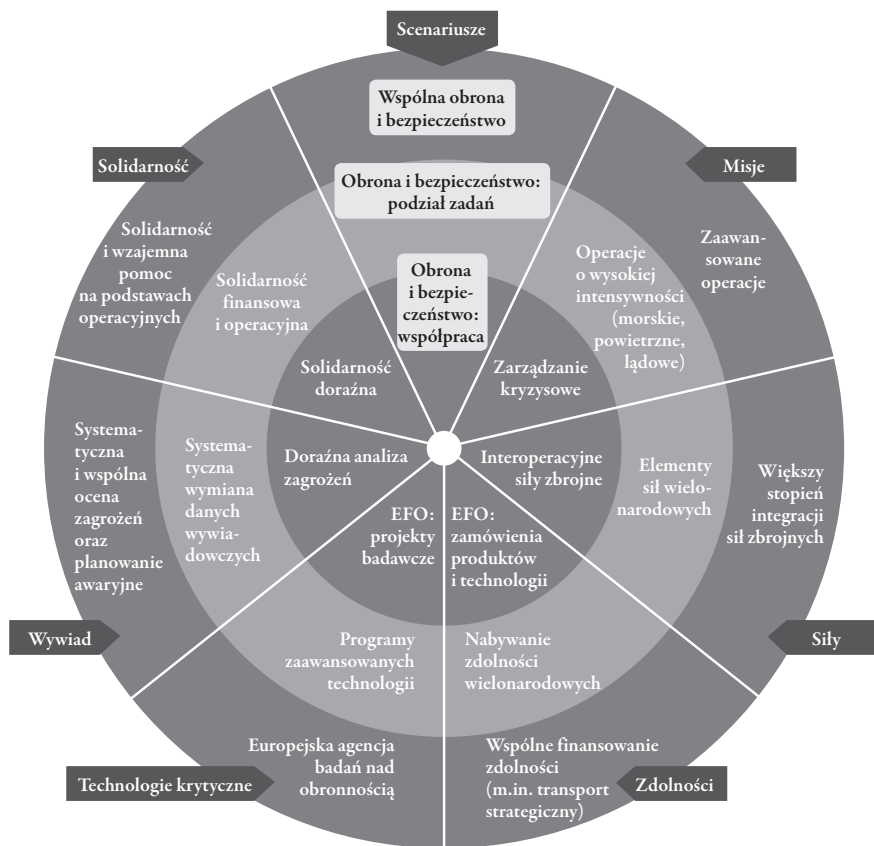 Scenariusze
Wspólna obrona
i bezpieczeństwo
Obrona i bezpieczeństwo:
podział zadań
Obrona
i bezpie-
czeństwo:
współpraca
Misje
Zaawan-
sowane
operacje
Operacje
o wysokiej
intensywności
(morskie,
powietrzne,
lądowe)
Zarządzanie
kryzysowe
Siły
Większy
stopień
integracji
sił zbrojnych
Elementy
sił wielo-
narodowych
Interoperacyjne
siły zbrojne
Zdolności
Wspólne finansowanie
zdolności
(m.in. transport
strategiczny)
Nabywanie
zdolności
wielonarodowych
EFO:
zamówienia
produktów
i technologii
Technologie krytyczne
Europejska agencja
badań nad
obronnością
Programy
zaawansowanych
technologii
EFO:
projekty
badawcze
Wywiad
Systema-
tyczna
i wspólna
ocena
zagrożeń
oraz
planowanie
awaryjne
Systema-
tyczna
wymiana
danych
wywia-
dowczych
Doraźna analiza
zagrożeń
Solidarność
Solidarność
i wzajemna
pomoc
na podstawach
operacyjnych
Solidarność
finansowa
i operacyjna
Solidarność
doraźna